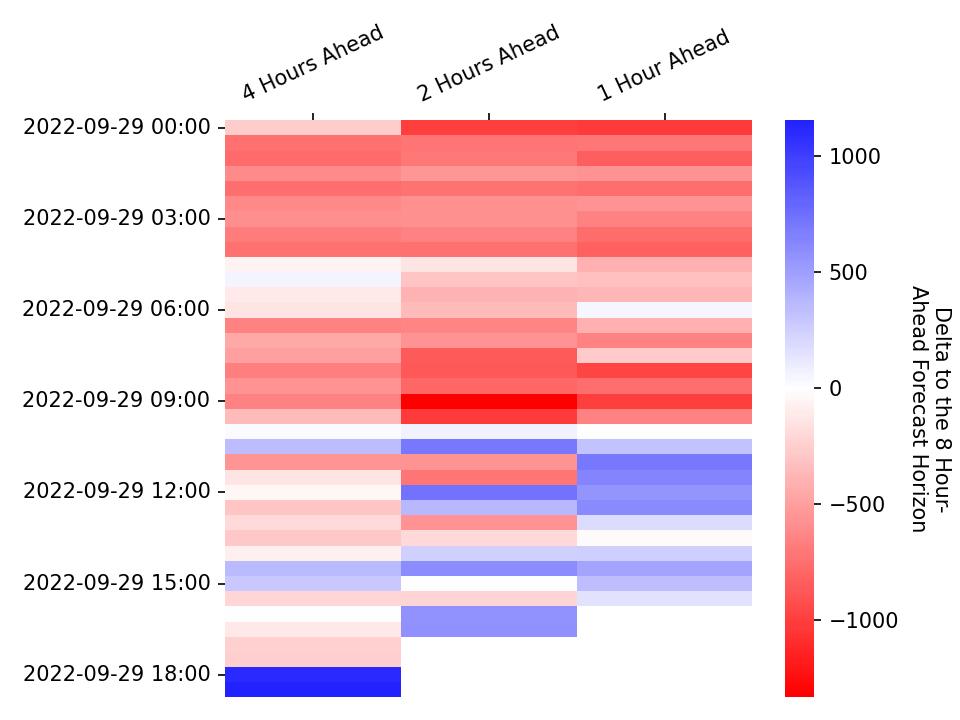 4 Hours Ahead
2 Hours Ahead
1 Hour Ahead
2022-09-29 00:00
2022-09-29 03:00
2022-09-29 06:00
2022-09-29 09:00
2022-09-29 12:00
2022-09-29 15:00
2022-09-29 18:00
1000
500
0
−500
−1000
Delta to the 8 Hour-
Ahead Forecast Horizon